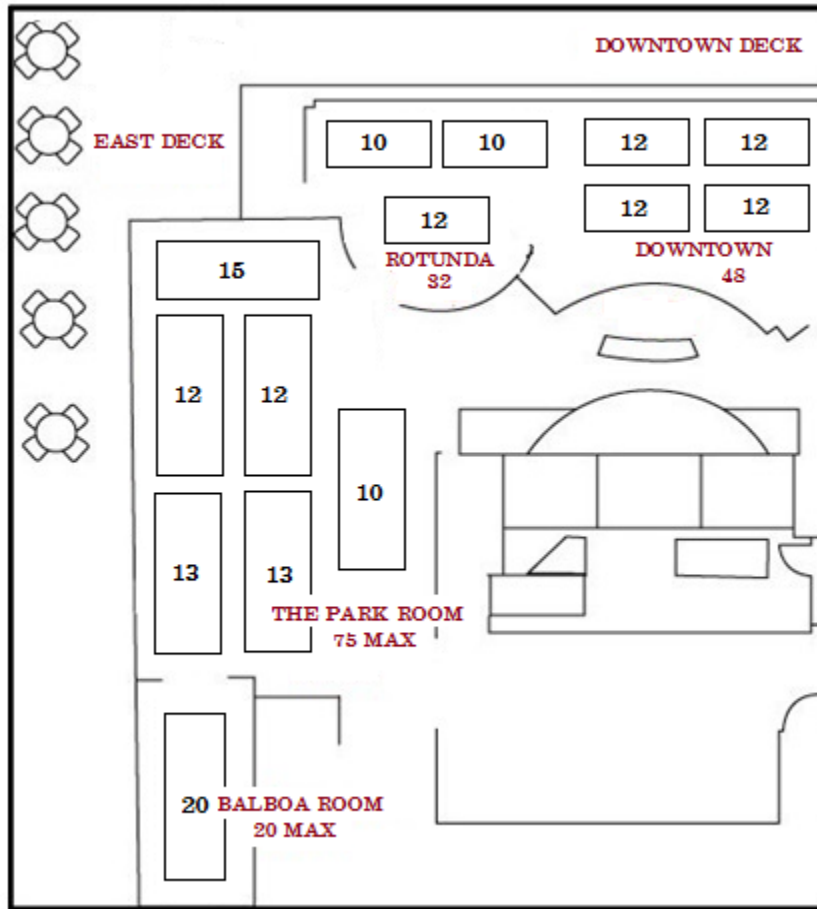 DOWNTOWN DECK
EAST DECK
10
10
12
12
12
12
12
ROTUNDA
32
DOWNTOWN
48
15
12
12
10
13
13
THE PARK ROOM
75 MAX
20
BALBOA ROOM
20 MAX